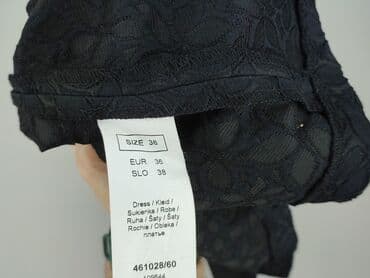 SIZE 36
EUR 36
SLO 38
Dress / Kleid /
Sukienka / Robe /
Ruha / Šaty / Šaty
Rochie / Obleka /
платье
461028/60